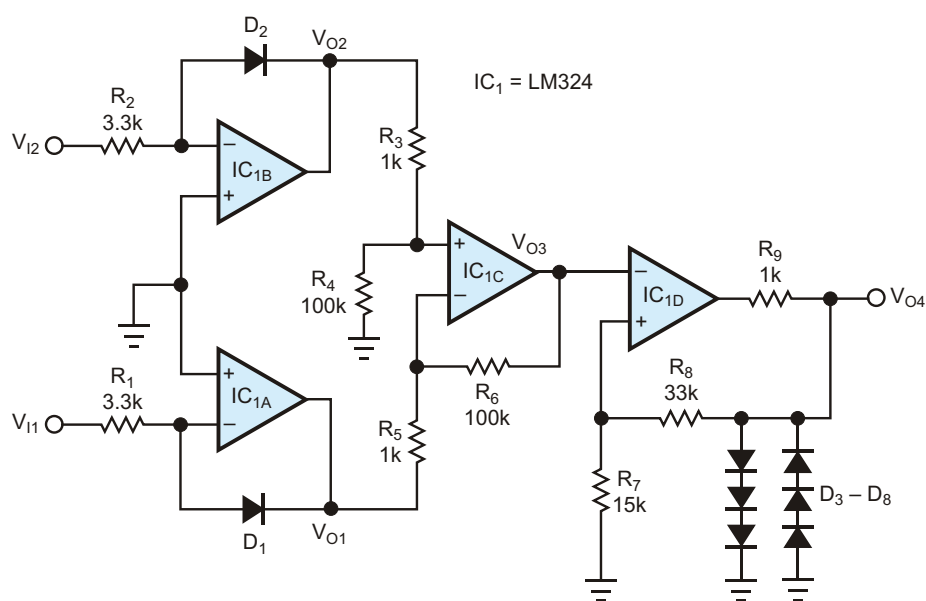 D2
VO2
IC1 = LM324
R2
3.3k
VI2
−
IC1B
+
R3
1k
R4
100k
+
IC1C
−
VO3
−
IC1D
+
R9
1k
VO4
+
IC1A
−
R1
3.3k
VI1
R5
1k
R6
100k
R8
33k
R7
15k
D3 – D8
D1
VO1